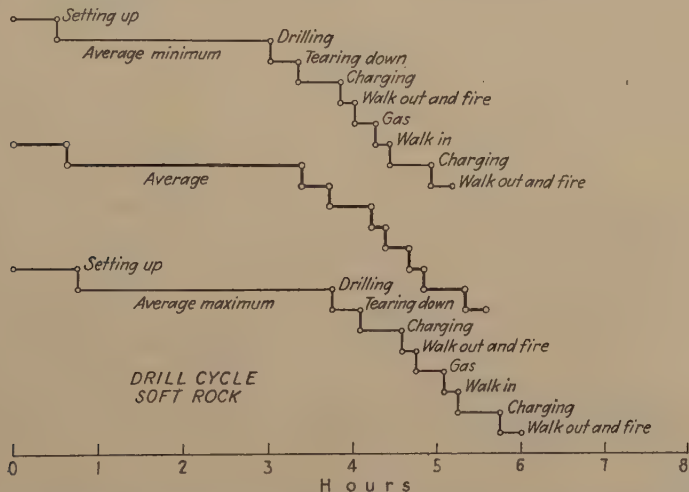 Setting up
Drilling
Average minimum
Tearing down
Charging
Walk out and fire
Gas
Walk in
Charging
Walk out and fire
Average
Setting up
Drilling
Average maximum
Tearing down
Charging
Walk out and fire
Gas
Walk in
Charging
Walk out and fire
DRILL CYCLE
SOFT ROCK
0 1 2 3 4 5 6 7 8
Hours